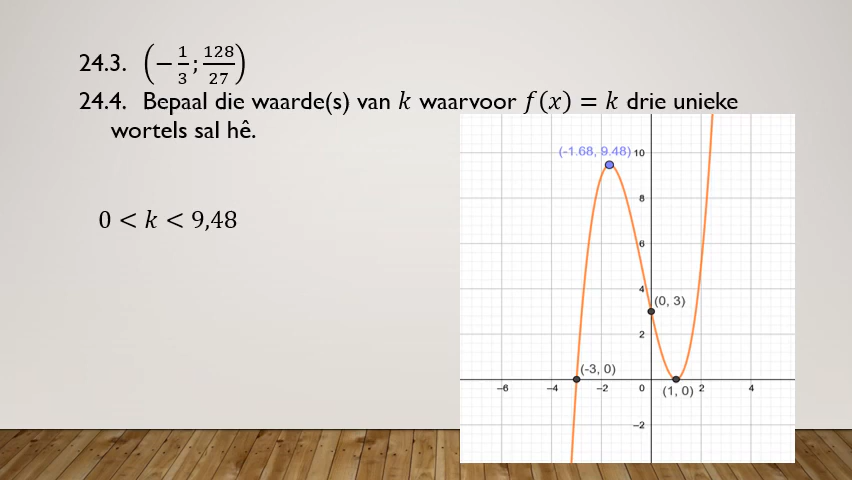 24.3. (−1/3; 128/27)
24.4. Bepaal die waarde(s) van k waarvoor f(x) = k drie unieke
wortels sal hê.
(-1.68, 9.48) 10
8
0 < k < 9,48
6
4
(0, 3)
2
(-3, 0)
−6 −4 −2 0 2 4
(1, 0)
−2